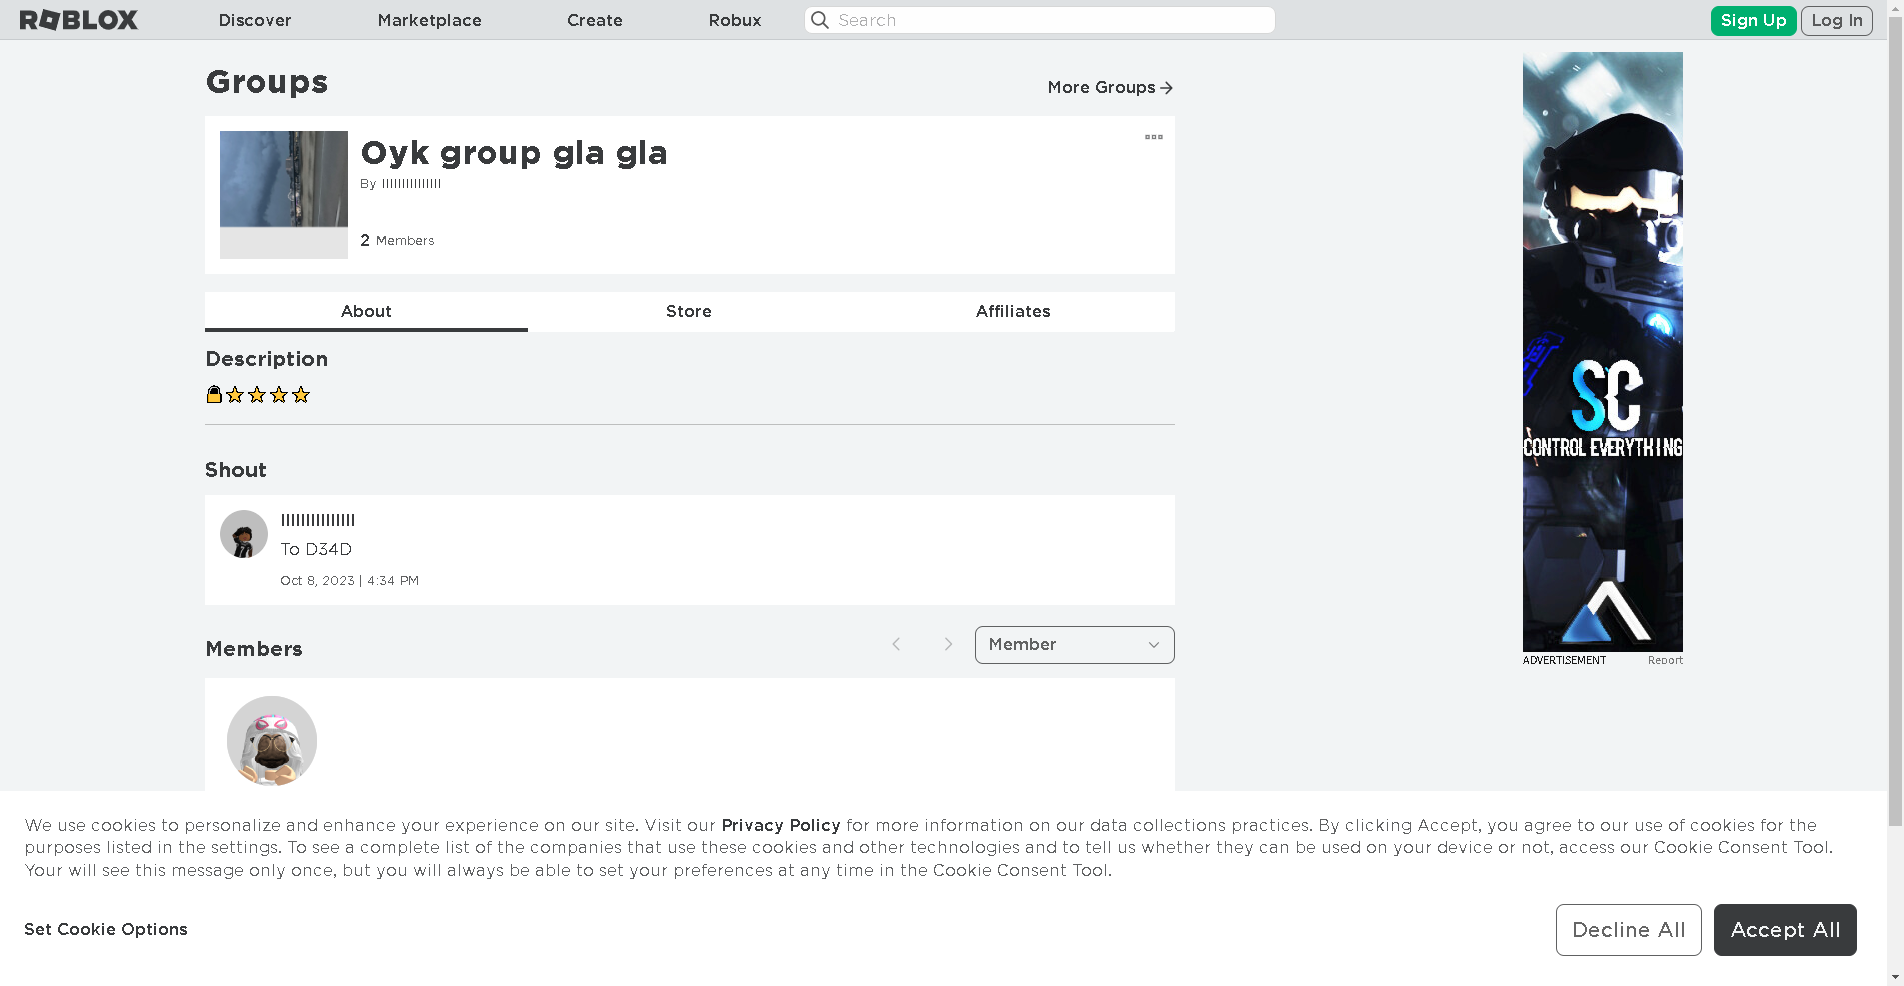 ROBLOX Discover Marketplace Create Robux Search Sign Up Log In
Groups
More Groups
Oyk group gla gla
By
2 Members
About Store Affiliates
Description
🔒⭐⭐⭐⭐
Shout
To D34D
Oct 8, 2023 | 4:34 PM
Members
Member
SC
CONTROL EVERYTHING
ADVERTISEMENT Report
We use cookies to personalize and enhance your experience on our site. Visit our Privacy Policy for more information on our data collections practices. By clicking Accept, you agree to our use of cookies for the
purposes listed in the settings. To see a complete list of the companies that use these cookies and other technologies and to tell us whether they can be used on your device or not, access our Cookie Consent Tool.
Your will see this message only once, but you will always be able to set your preferences at any time in the Cookie Consent Tool.
Set Cookie Options
Decline All Accept All